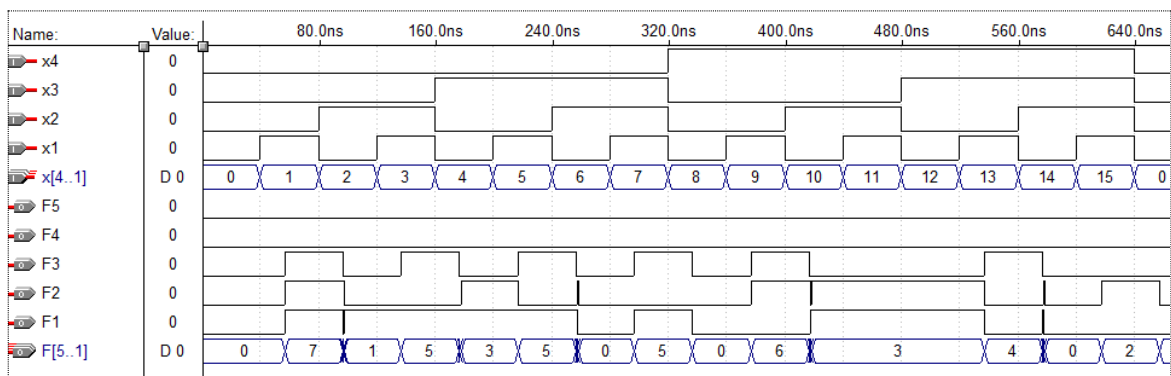 Name: Value: 80.0ns 160.0ns 240.0ns 320.0ns 400.0ns 480.0ns 560.0ns 640.0ns
x4 0
x3 0
x2 0
x1 0
x[4..1] D 0 0 1 2 3 4 5 6 7 8 9 10 11 12 13 14 15 0
F5 0
F4 0
F3 0
F2 0
F1 0
F[5..1] D 0 0 7 1 5 3 5 0 5 0 6 3 4 0 2